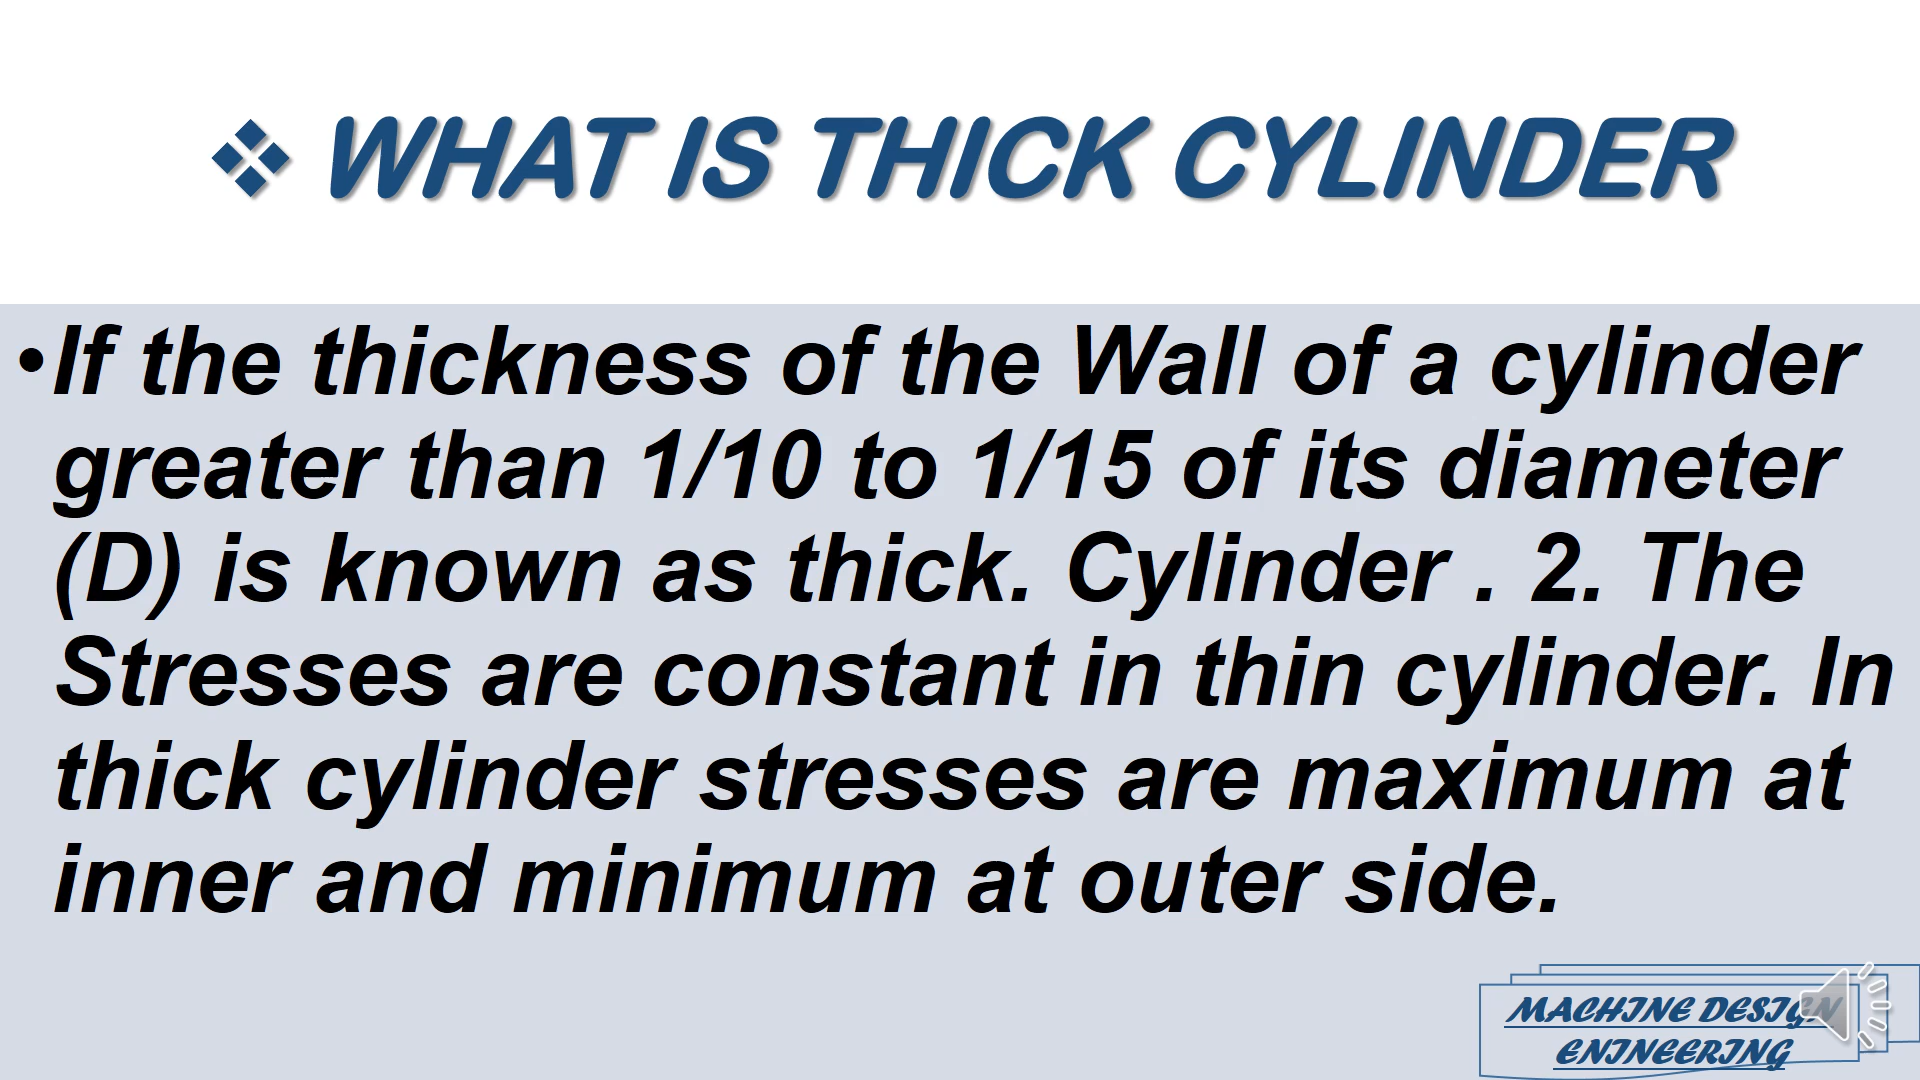 ❖ WHAT IS THICK CYLINDER
•If the thickness of the Wall of a cylinder
greater than 1/10 to 1/15 of its diameter
(D) is known as thick. Cylinder . 2. The
Stresses are constant in thin cylinder. In
thick cylinder stresses are maximum at
inner and minimum at outer side.
MACHINE DESIGN
ENINEERING